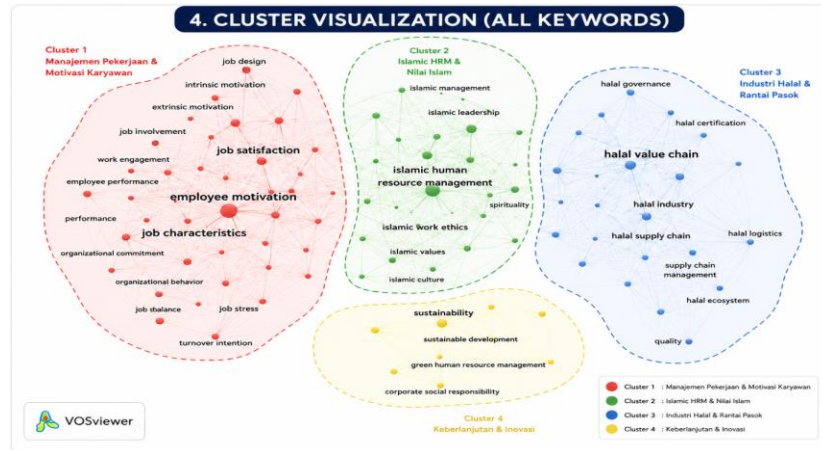 4. CLUSTER VISUALIZATION (ALL KEYWORDS)
Cluster 1
Manajemen Pekerjaan &
Motivasi Karyawan
job design
intrinsic motivation
extrinsic motivation
job involvement
job satisfaction
work engagement
employee performance
employee motivation
performance
job characteristics
organizational commitment
organizational behavior
job sbalance
job stress
turnover intention
Cluster 2
Islamic HRM &
Nilai Islam
islamic management
islamic leadership
islamic human
resource management
spirituality
islamic work ethics
islamic values
islamic culture
Cluster 3
Industri Halal &
Rantai Pasok
halal governance
halal certification
halal value chain
halal industry
halal supply chain
halal logistics
supply chain
management
halal ecosystem
quality
sustainability
sustainable development
green human resource management
corporate social responsibility
Cluster 4
Keberlanjutan & Inovasi
VOSviewer
Cluster 1 : Manajemen Pekerjaan & Motivasi Karyawan
Cluster 2 : Islamic HRM & Nilai Islam
Cluster 3 : Industri Halal & Rantai Pasok
Cluster 4 : Keberlanjutan & Inovasi